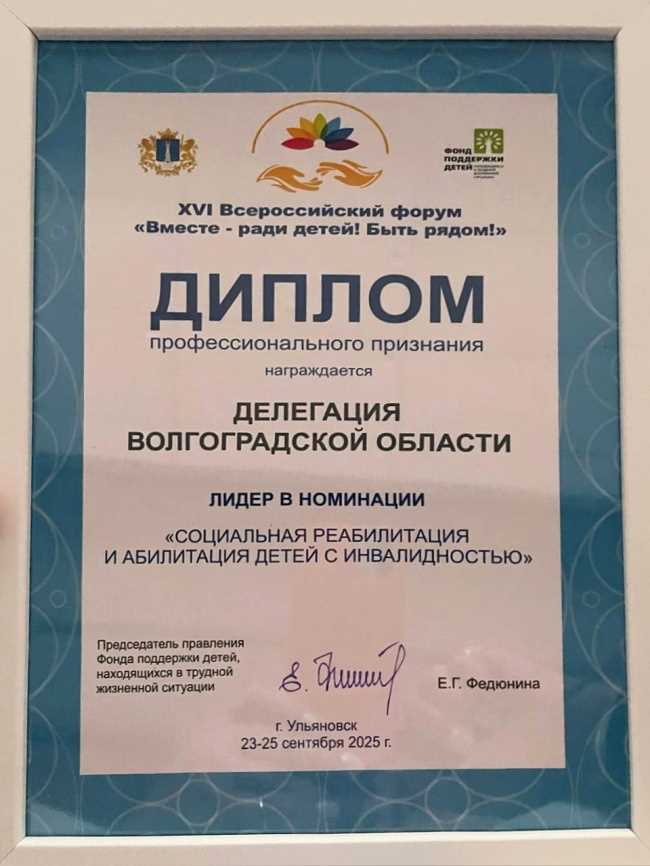 ФОНД
ПОДДЕРЖКИ
ДЕТЕЙ
XVI Всероссийский форум
«Вместе - ради детей! Быть рядом!»
ДИПЛОМ
профессионального признания
награждается
ДЕЛЕГАЦИЯ
ВОЛГОГРАДСКОЙ ОБЛАСТИ
ЛИДЕР В НОМИНАЦИИ
«СОЦИАЛЬНАЯ РЕАБИЛИТАЦИЯ
И АБИЛИТАЦИЯ ДЕТЕЙ С ИНВАЛИДНОСТЬЮ»
Председатель правления
Фонда поддержки детей,
находящихся в трудной
жизненной ситуации
Е.Г. Федюнина
г. Ульяновск
23-25 сентября 2025 г.